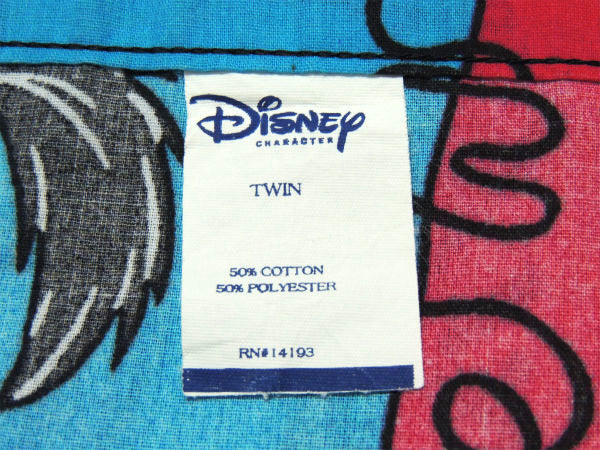 Disney
CHARACTER
TWIN
50% COTTON
50% POLYESTER
RN#14193